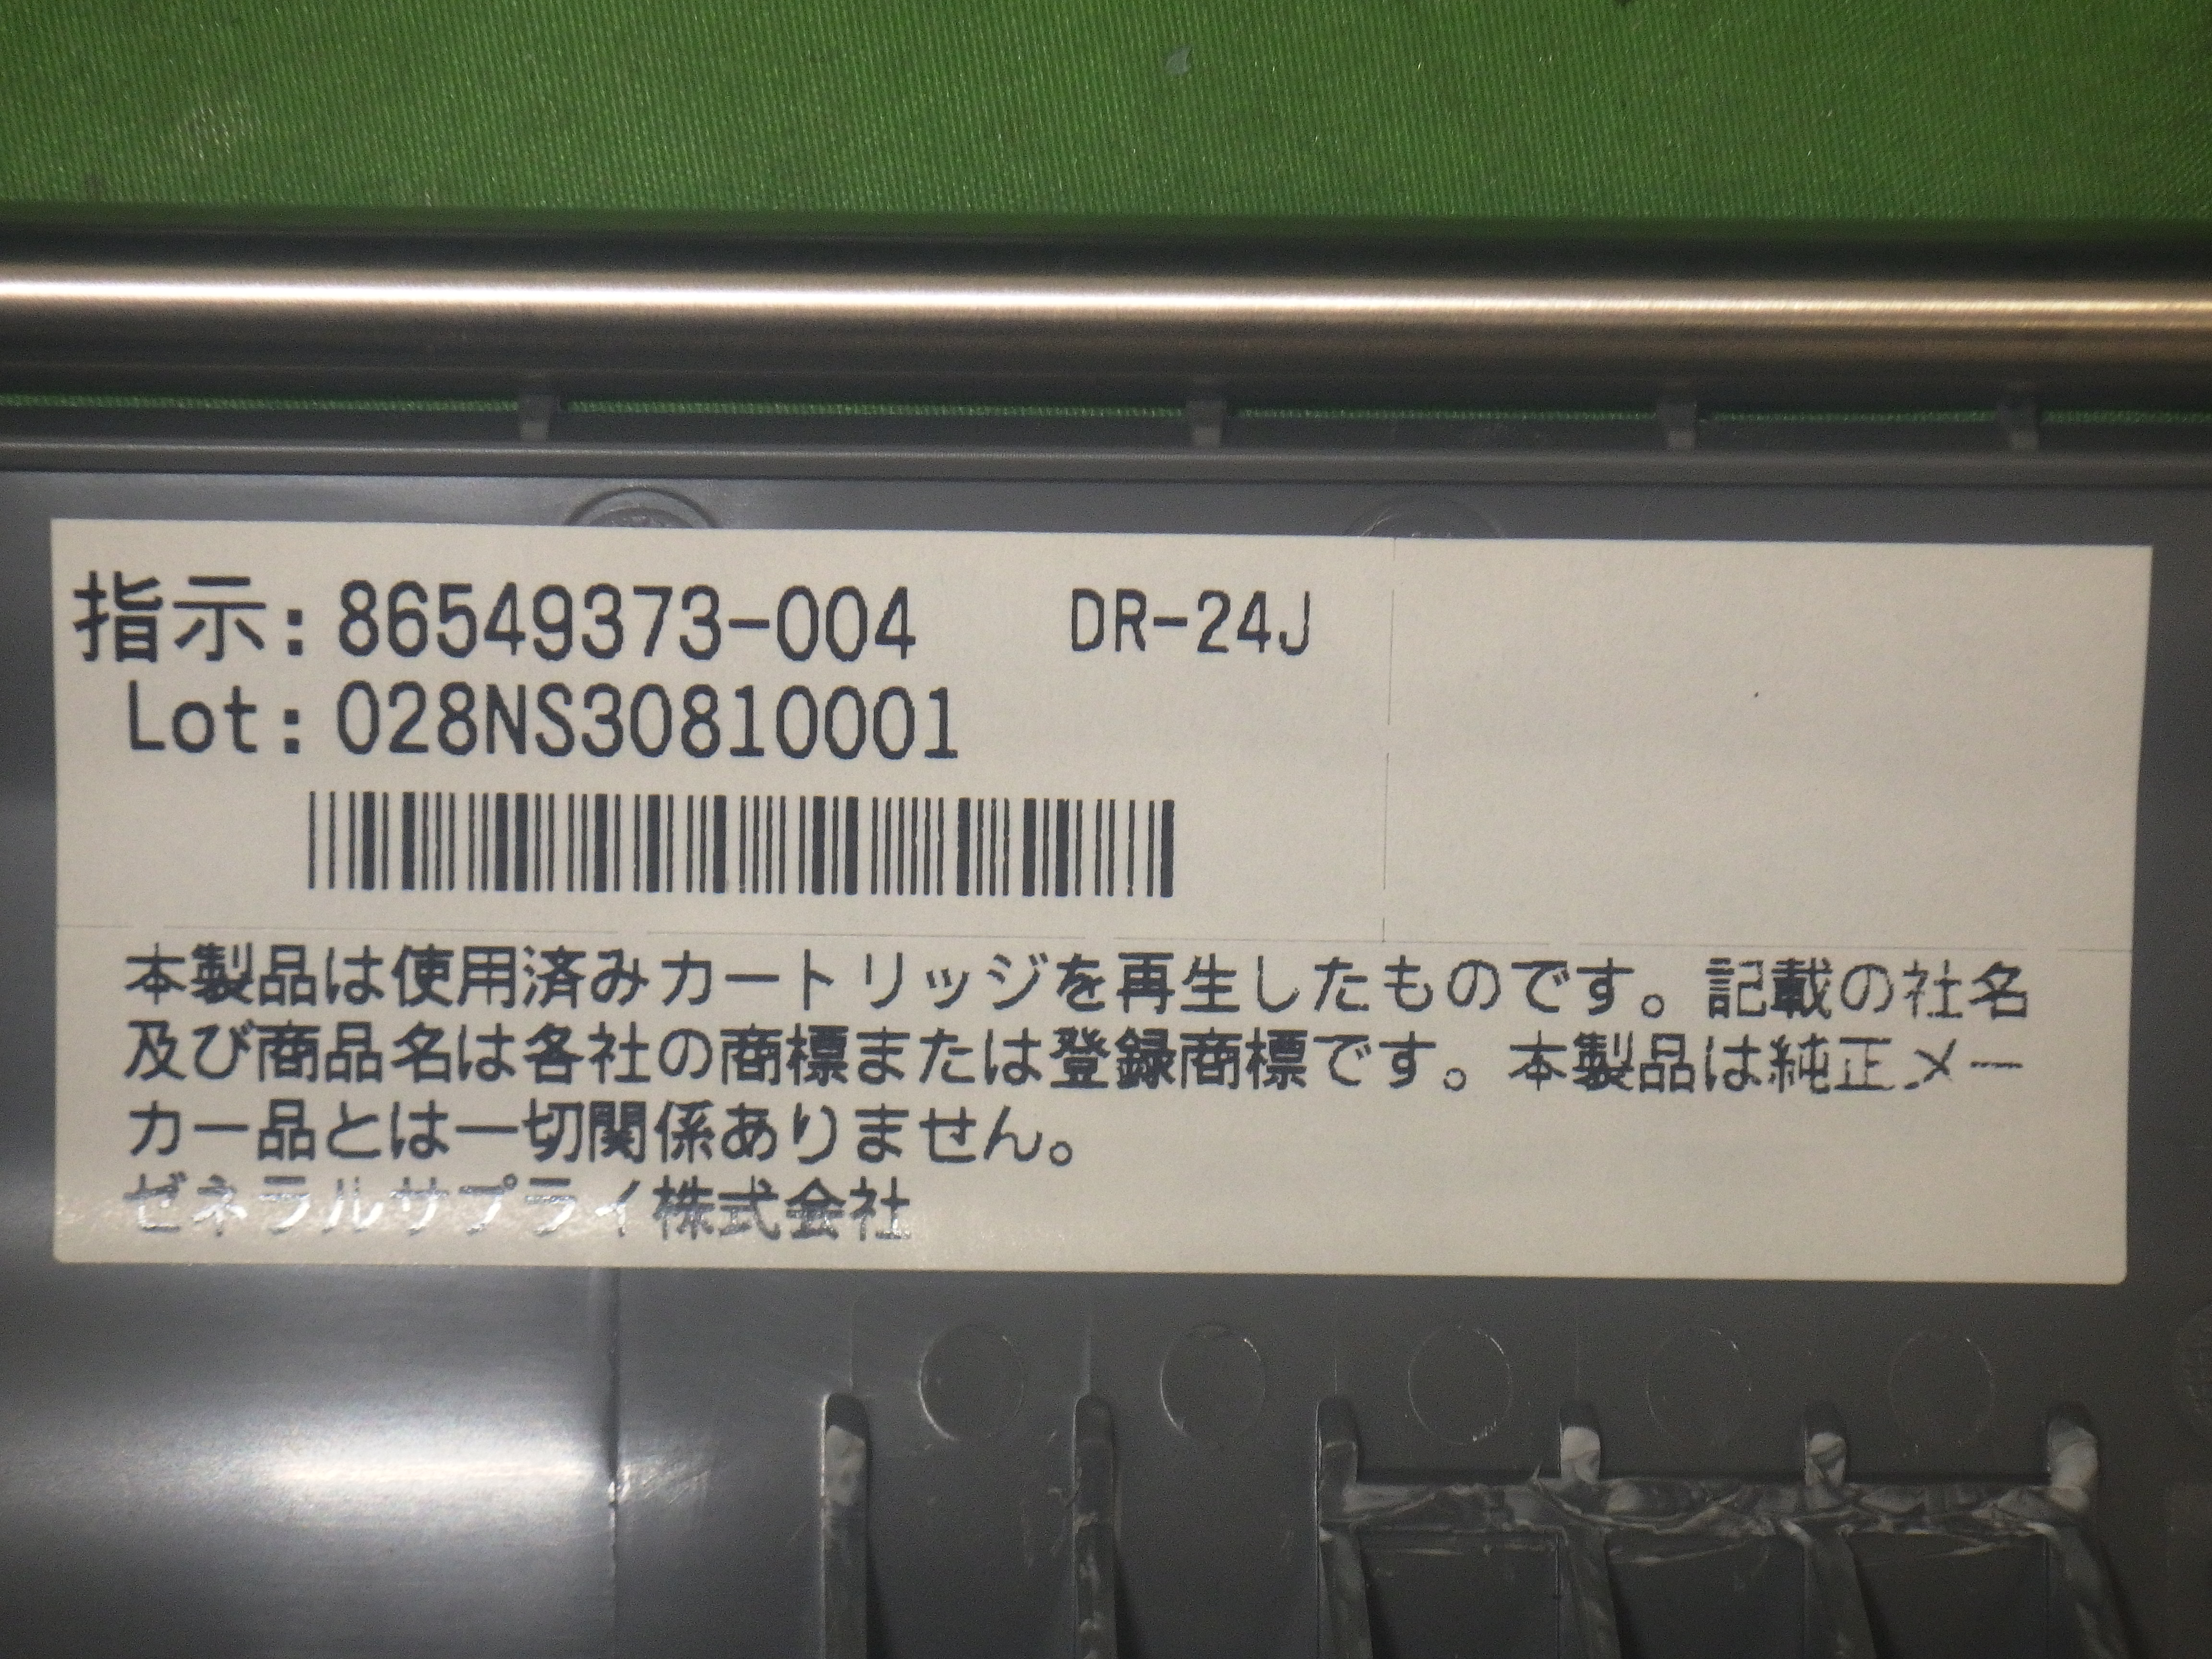 指示:86549373-004 DR-24J
Lot:028NS30810001
本製品は使用済みカートリッジを再生したものです。記載の社名
及び商品名は各社の商標または登録商標です。本製品は純正メー
カー品とは一切関係ありません。
ゼネラルサプライ株式会社